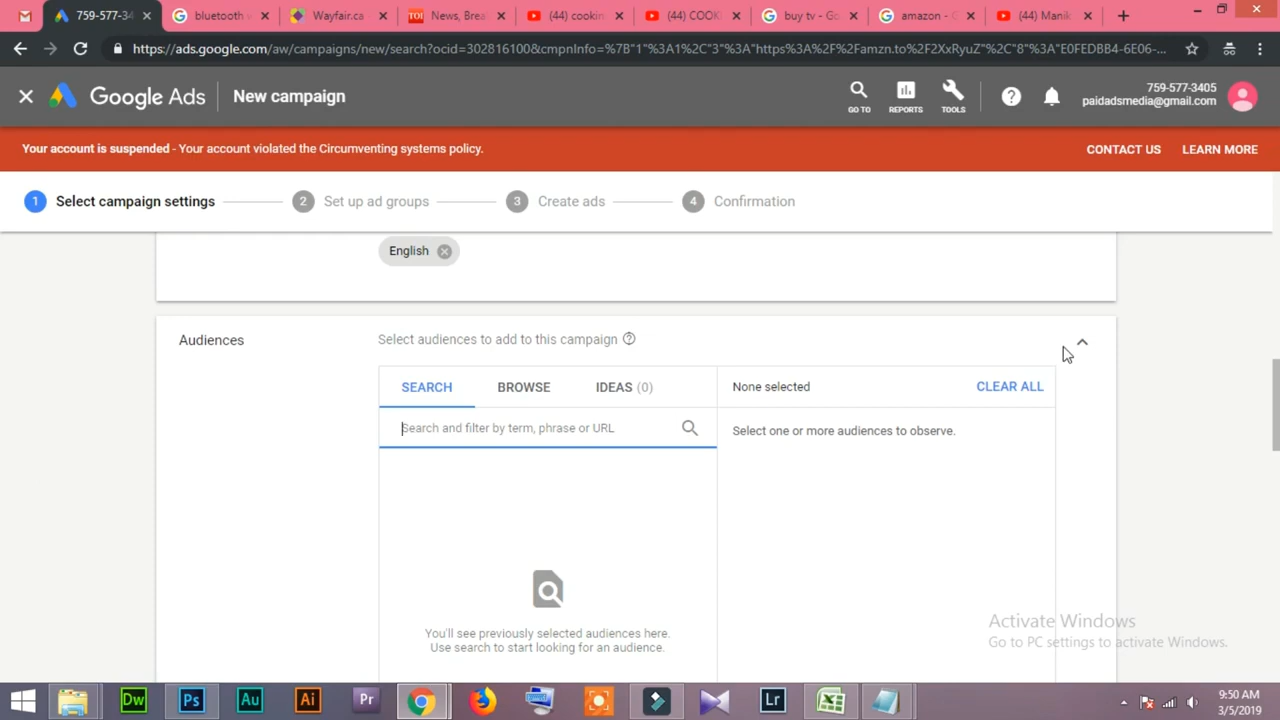 759-577-34
bluetooth
Wayfair.ca -
TOI
News, Brea
(44) cookin
(44) COOK
buy tv - Go
amazon - G
(44) Manik
https://ads.google.com/aw/campaigns/new/search?ocid=302816100&cmpnInfo=%7B"1"%3A1%2C"3"%3A"https%3A%2F%2Famzn.to%2F2XxRyuZ"%2C"8"%3A"E0FEDBB4-6E06-...
Google Ads
New campaign
GO TO
REPORTS
TOOLS
759-577-3405
paidadsmedia@gmail.com
Your account is suspended - Your account violated the Circumventing systems policy.
CONTACT US
LEARN MORE
1 Select campaign settings
2 Set up ad groups
3 Create ads
4 Confirmation
English
Audiences
Select audiences to add to this campaign
SEARCH
BROWSE
IDEAS (0)
None selected
CLEAR ALL
Search and filter by term, phrase or URL
Select one or more audiences to observe.
You'll see previously selected audiences here.
Use search to start looking for an audience.
Activate Windows
Go to PC settings to activate Windows.
Dw
Ps
Au
Ai
Pr
Lr
9:50 AM
3/5/2019